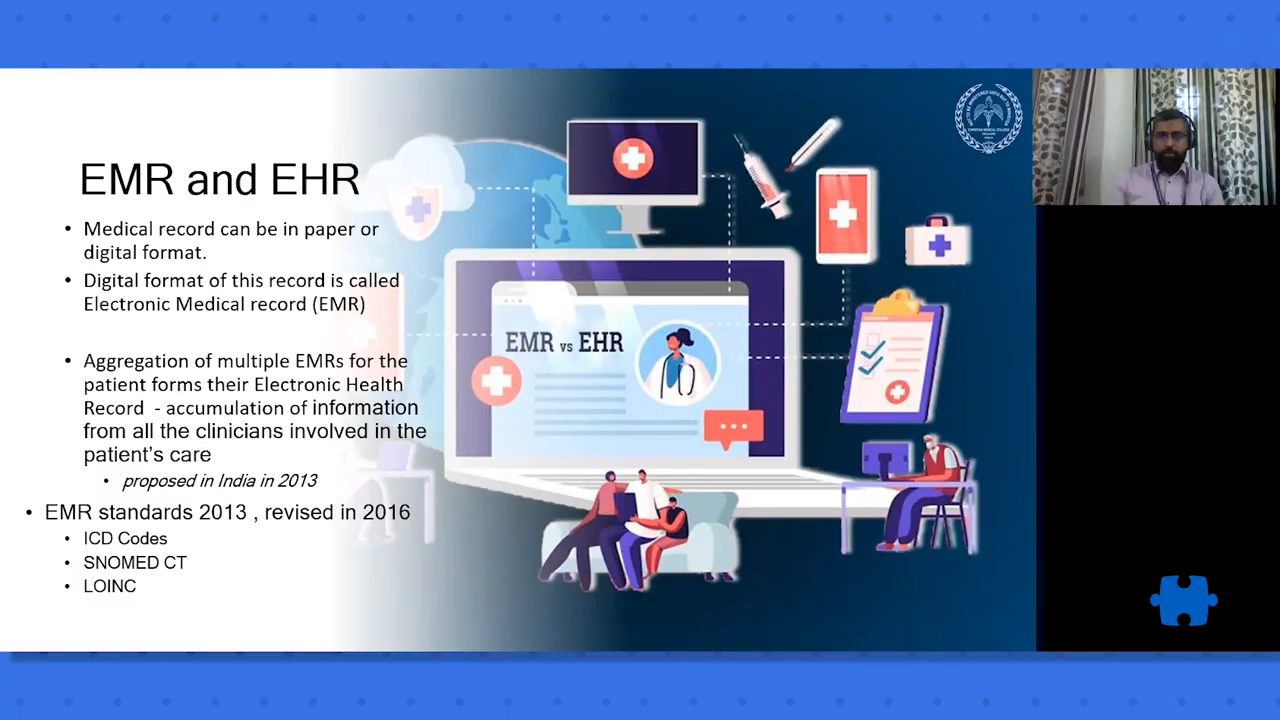 EMR and EHR
• Medical record can be in paper or
digital format.
• Digital format of this record is called
Electronic Medical record (EMR)
• Aggregation of multiple EMRs for the
patient forms their Electronic Health
Record - accumulation of information
from all the clinicians involved in the
patient’s care
• proposed in India in 2013
• EMR standards 2013 , revised in 2016
• ICD Codes
• SNOMED CT
• LOINC
EMR vs EHR